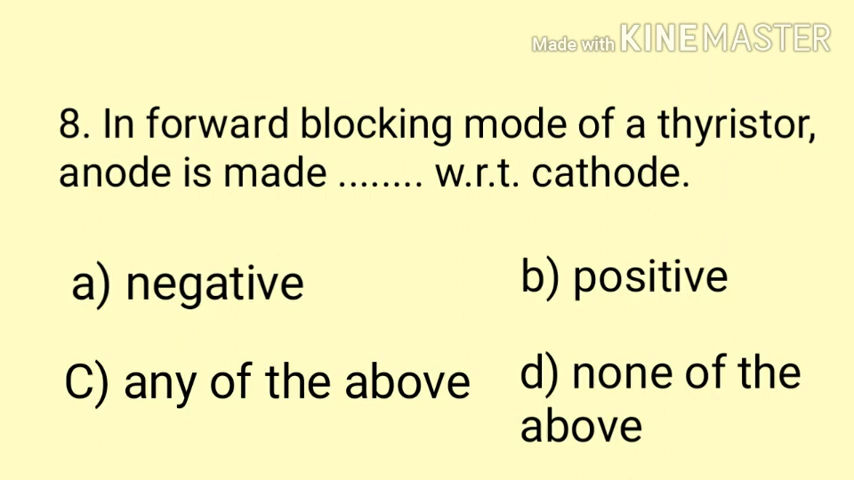 Made with KINEMASTER
8. In forward blocking mode of a thyristor,
anode is made ........ w.r.t. cathode.
a) negative
b) positive
C) any of the above
d) none of the
above